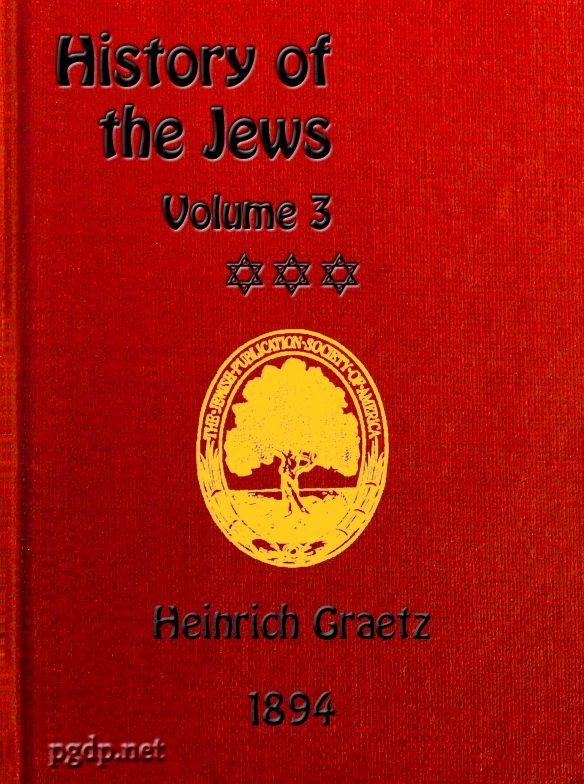 History of
the Jews
Volume 3
THE·JEWISH·PUBLICATION·SOCIETY·OF·AMERICA
Heinrich Graetz
1894
pgdp.net